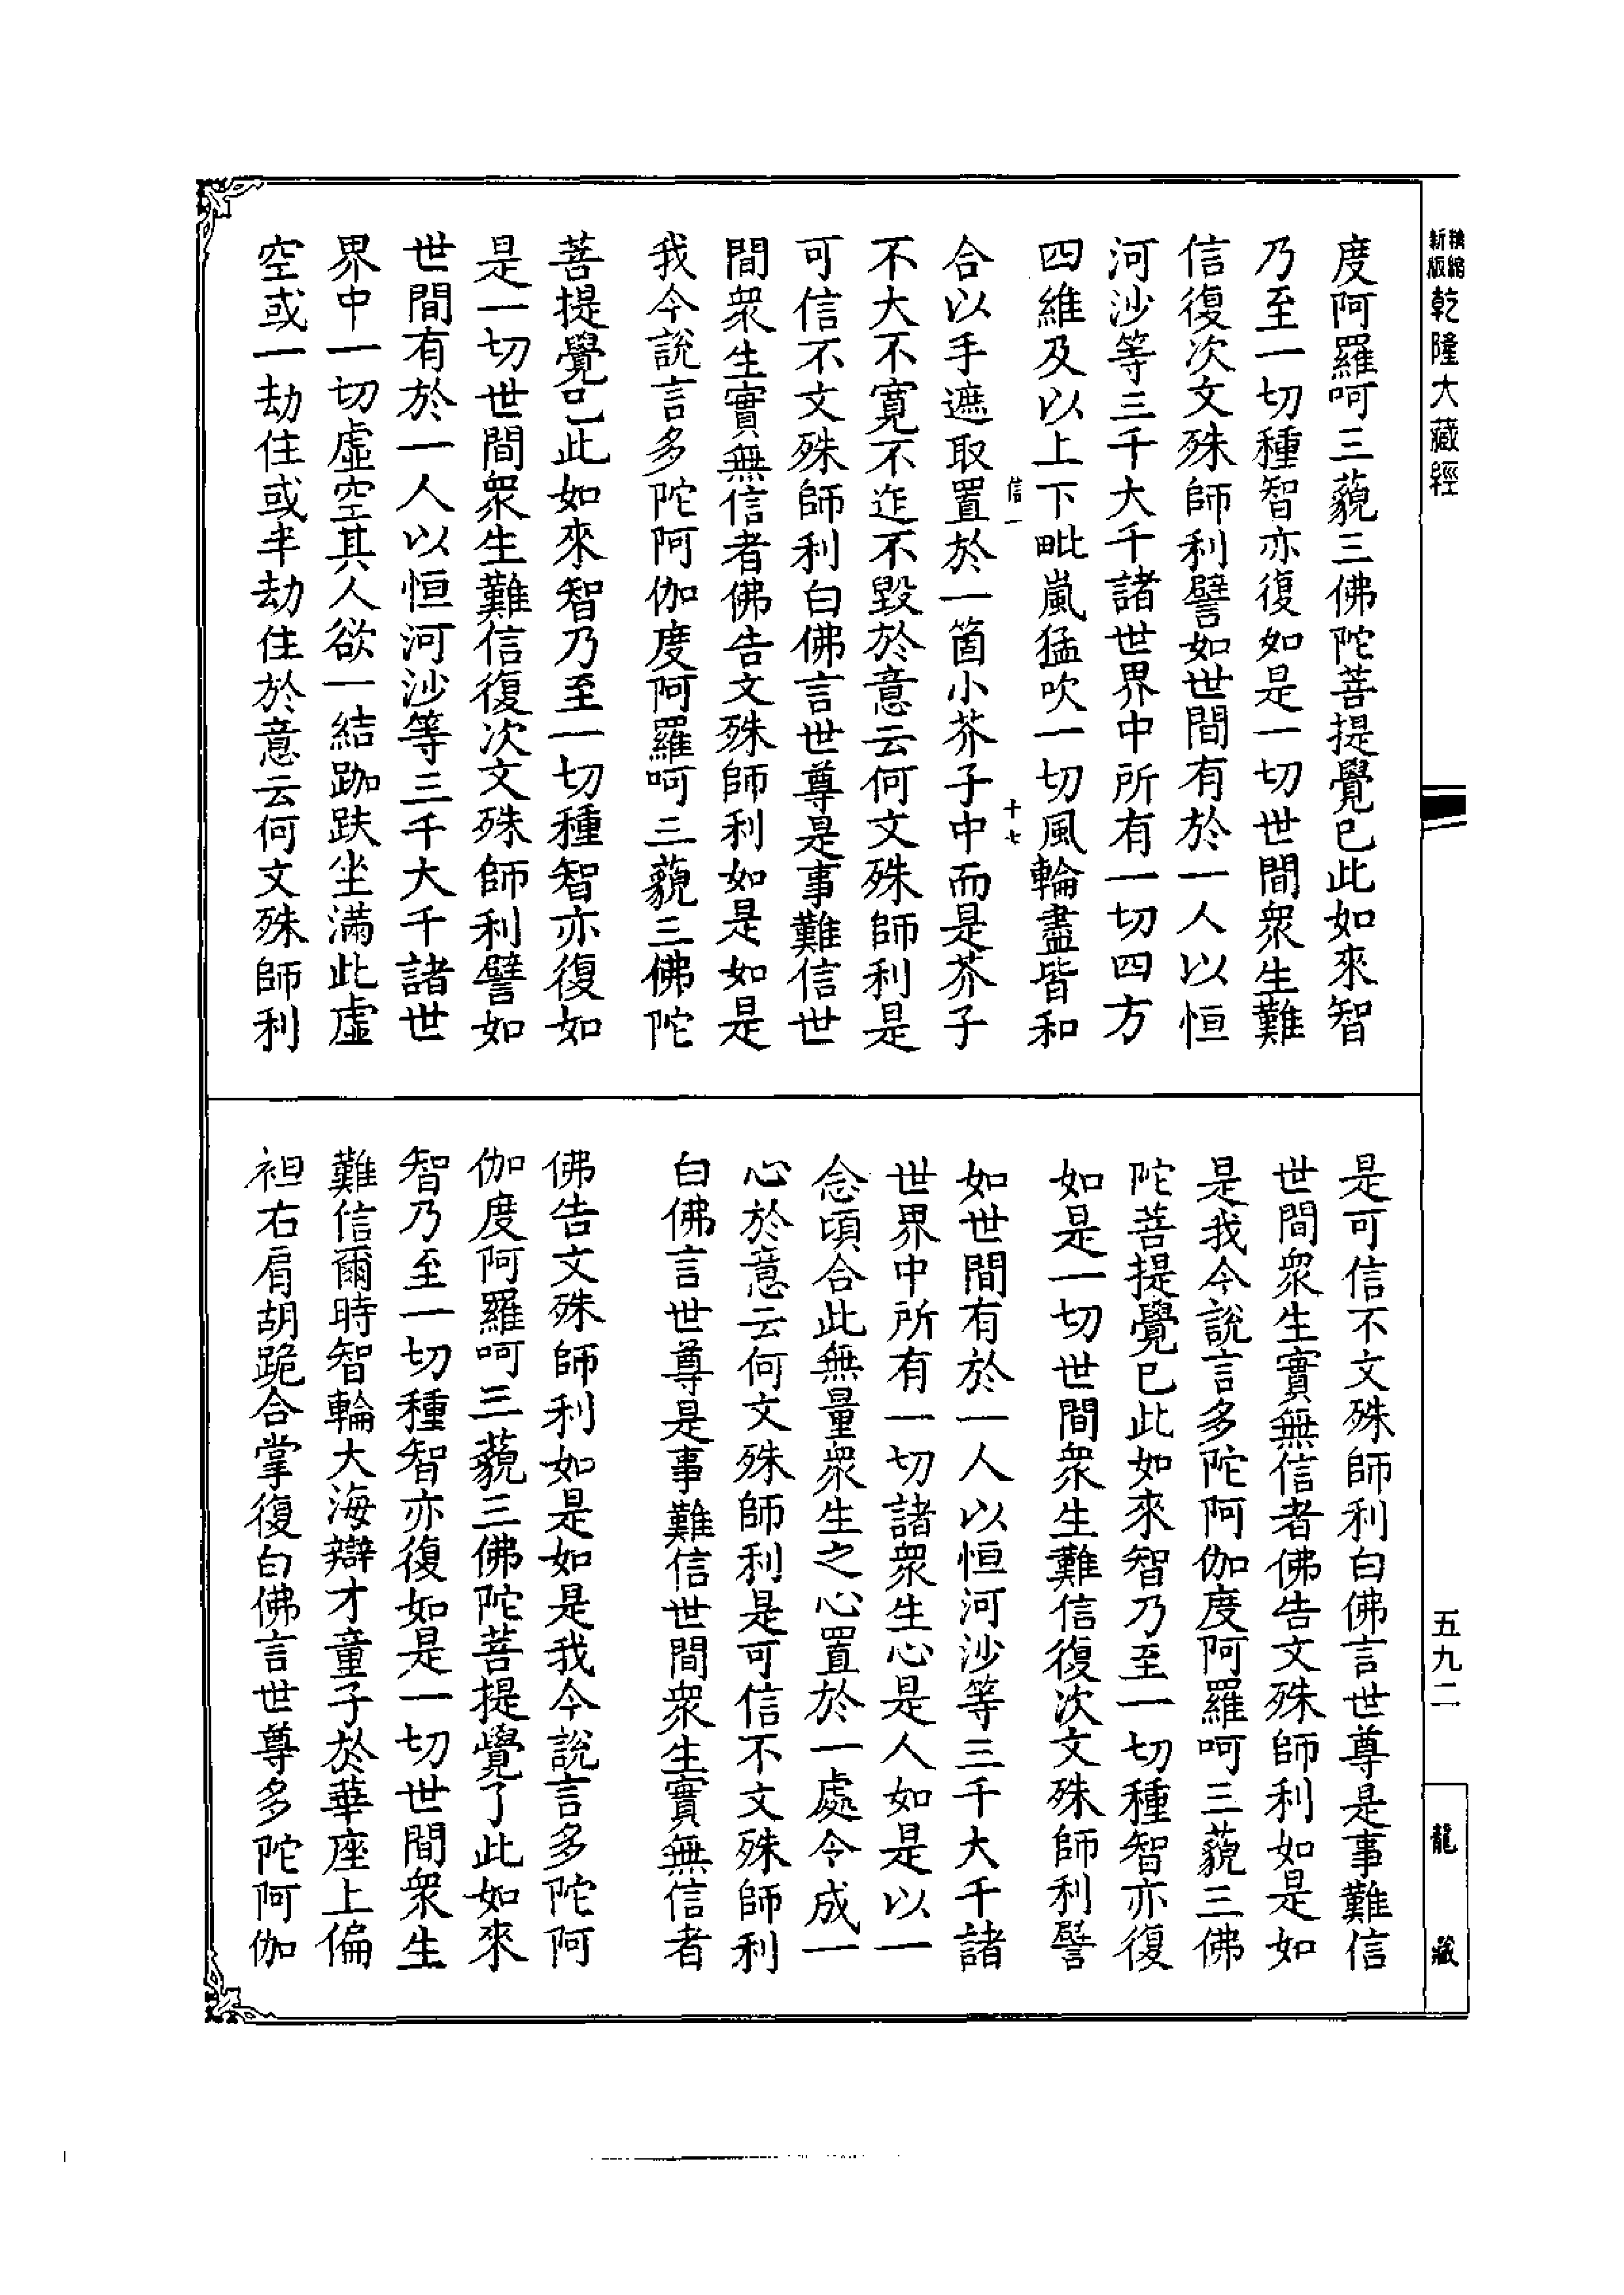 精縮新版乾隆大藏經
度阿羅呵三藐三佛陀菩提覺已此如來智
乃至一切種智亦復如是一切世間衆生難
信復次文殊師利譬如世間有於一人以恒
河沙等三千大千諸世界中所有一切四方
四維及以上下毗嵐猛吹一切風輪盡皆和
信一
十七
合以手遮取置於一箇小芥子中而是芥子
不大不寬不迮不毀於意云何文殊師利是
可信不文殊師利白佛言世尊是事難信世
間衆生實無信者佛告文殊師利如是如是
我今說言多陀阿伽度阿羅呵三藐三佛陀
菩提覺已此如來智乃至一切種智亦復如
是一切世間衆生難信復次文殊師利譬如
世間有於一人以恒河沙等三千大千諸世
界中一切虛空其人欲一結跏趺坐滿此虛
空或一劫住或半劫住於意云何文殊師利
是可信不文殊師利白佛言世尊是事難信
世間衆生實無信者佛告文殊師利如是如
是我今說言多陀阿伽度阿羅呵三藐三佛
陀菩提覺已此如來智乃至一切種智亦復
如是一切世間衆生難信復次文殊師利譬
如世間有於一人以恒河沙等三千大千諸
世界中所有一切諸衆生心是人如是以一
念頃合此無量衆生之心置於一處令成一
心於意云何文殊師利是可信不文殊師利
白佛言世尊是事難信世間衆生實無信者
佛告文殊師利如是如是我今說言多陀阿
伽度阿羅呵三藐三佛陀菩提覺了此如來
智乃至一切種智亦復如是一切世間衆生
難信爾時智輪大海辯才童子於華座上偏
袒右肩胡跪合掌復白佛言世尊多陀阿伽
五九二
龍藏